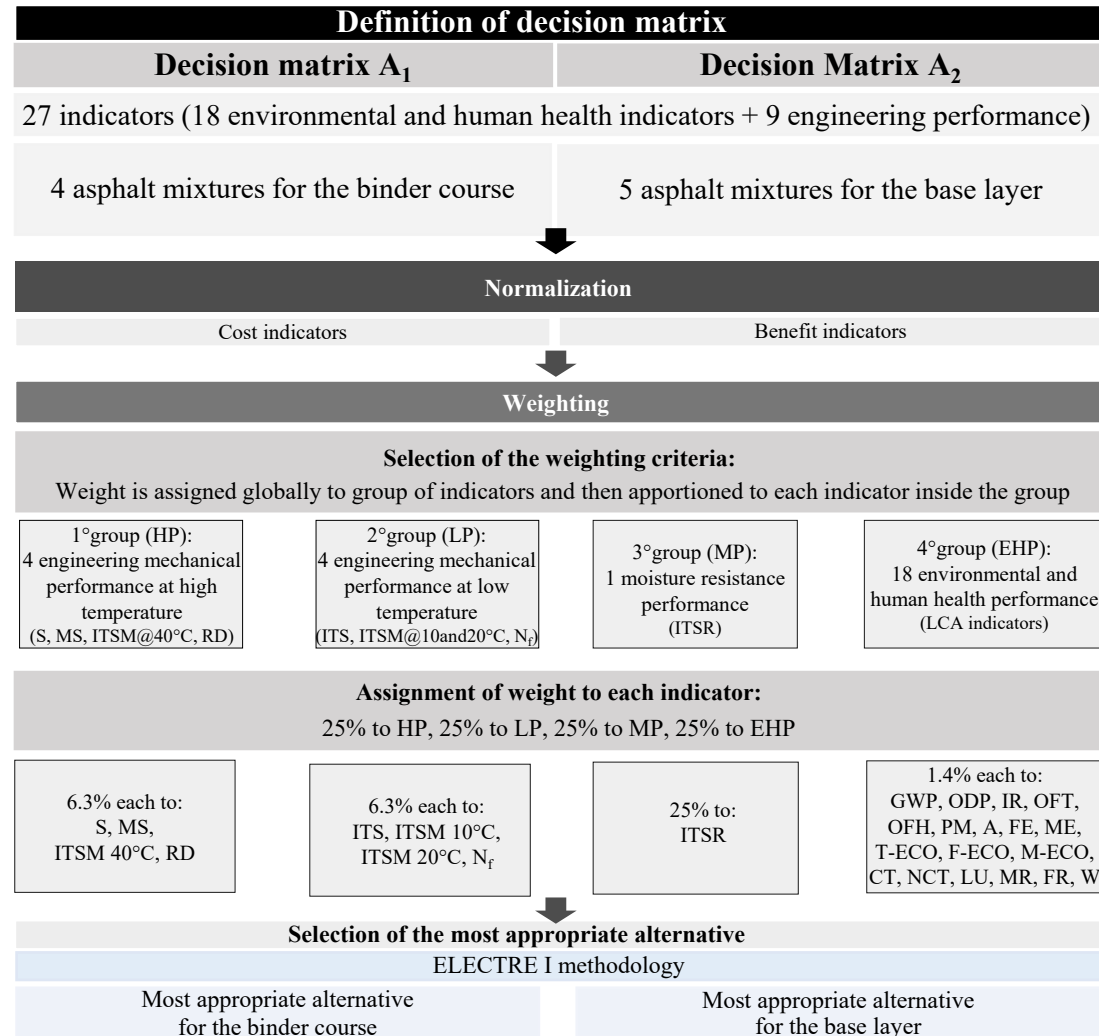 Definition of decision matrix
Decision matrix A₁
Decision Matrix A₂
27 indicators (18 environmental and human health indicators + 9 engineering performance)
4 asphalt mixtures for the binder course
5 asphalt mixtures for the base layer
Normalization
Cost indicators
Benefit indicators
Weighting
Selection of the weighting criteria:
Weight is assigned globally to group of indicators and then apportioned to each indicator inside the group
1°group (HP):
4 engineering mechanical
performance at high
temperature
(S, MS, ITSM@40°C, RD)
2°group (LP):
4 engineering mechanical
performance at low
temperature
(ITS, ITSM@10and20°C, Nf)
3°group (MP):
1 moisture resistance
performance
(ITSR)
4°group (EHP):
18 environmental and
human health performance
(LCA indicators)
Assignment of weight to each indicator:
25% to HP, 25% to LP, 25% to MP, 25% to EHP
6.3% each to:
S, MS,
ITSM 40°C, RD
6.3% each to:
ITS, ITSM 10°C,
ITSM 20°C, Nf
25% to:
ITSR
1.4% each to:
GWP, ODP, IR, OFT,
OFH, PM, A, FE, ME,
T-ECO, F-ECO, M-ECO,
CT, NCT, LU, MR, FR, W
Selection of the most appropriate alternative
ELECTRE I methodology
Most appropriate alternative
for the binder course
Most appropriate alternative
for the base layer